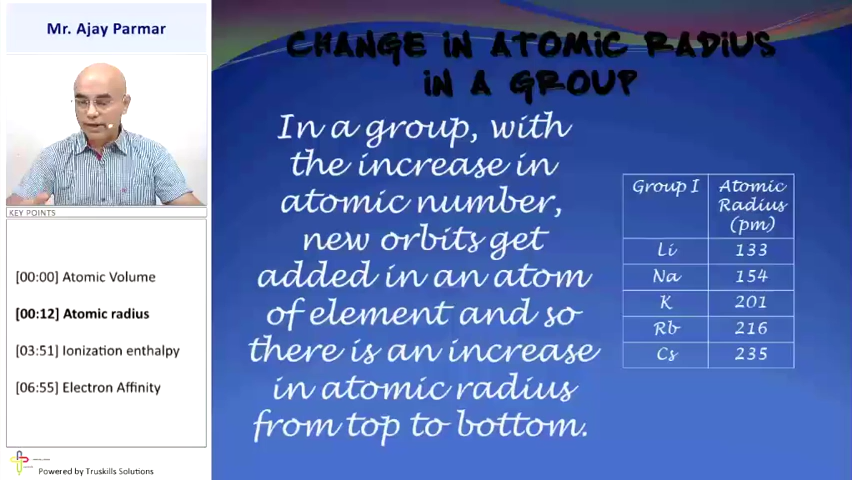 Mr. Ajay Parmar
KEY POINTS
[00:00] Atomic Volume
[00:12] Atomic radius
[03:51] Ionization enthalpy
[06:55] Electron Affinity
Powered by Truskills Solutions
CHANGE IN ATOMIC RADIUS
IN A GROUP
In a group, with
the increase in
atomic number,
new orbits get
added in an atom
of element and so
there is an increase
in atomic radius
from top to bottom.
Group I Atomic Radius (pm)
Li 133
Na 154
K 201
Rb 216
Cs 235